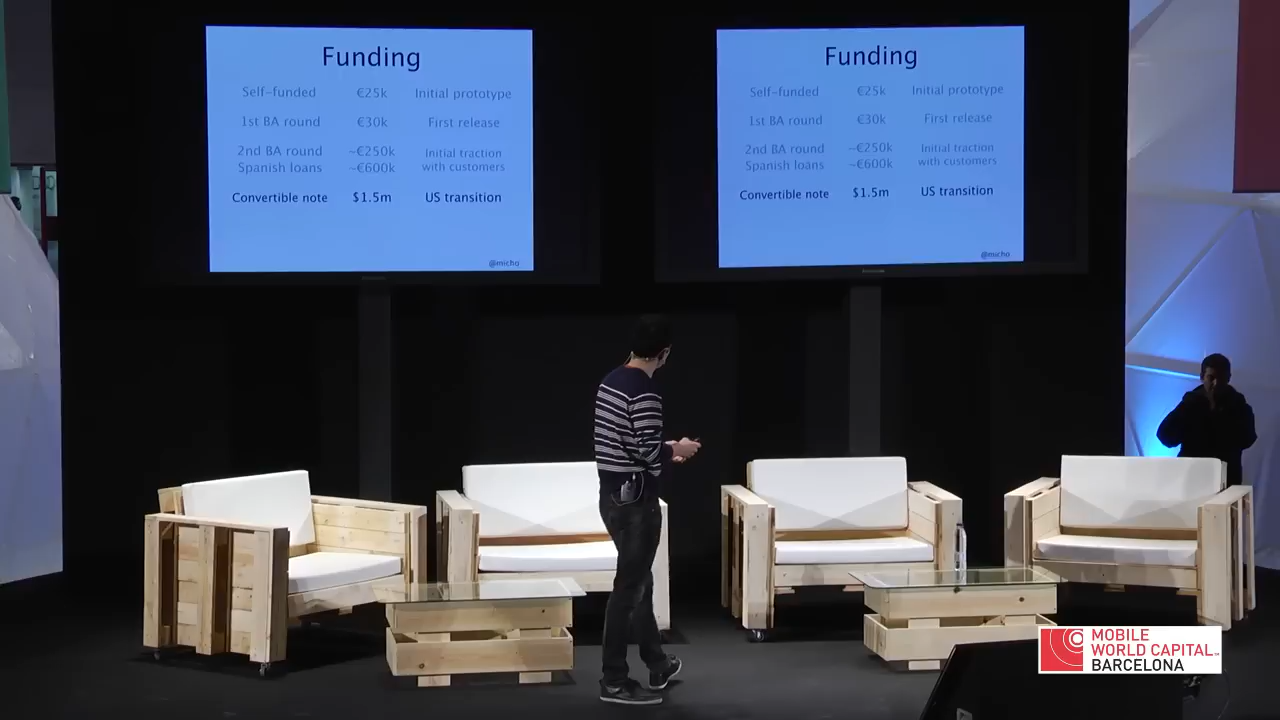 Funding
Self-funded €25k Initial prototype
1st BA round €30k First release
2nd BA round ~€250k Initial traction
Spanish loans ~€600k with customers
Convertible note $1.5m US transition
@micho
Funding
Self-funded €25k Initial prototype
1st BA round €30k First release
2nd BA round ~€250k Initial traction
Spanish loans ~€600k with customers
Convertible note $1.5m US transition
@micho
MOBILE
WORLD CAPITAL
BARCELONA